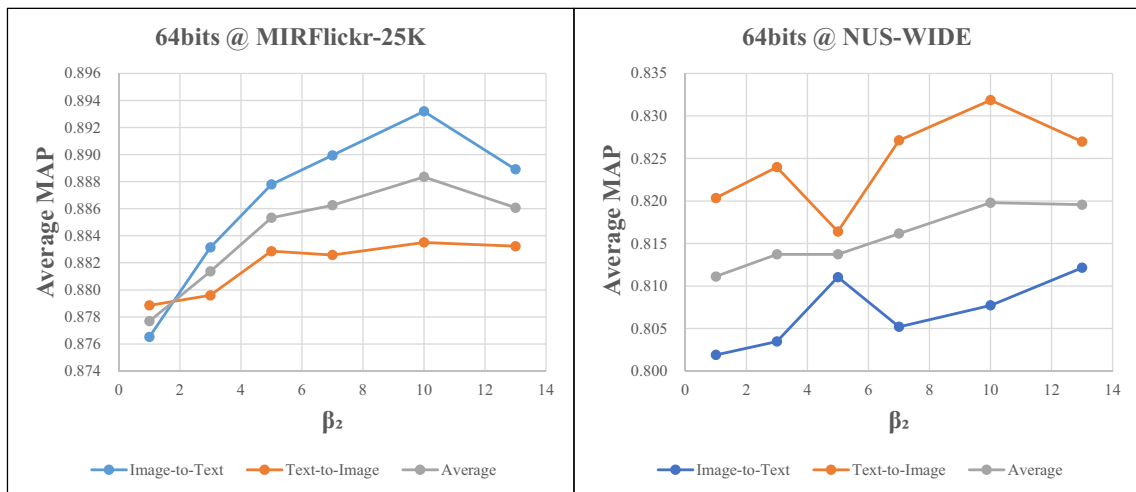 64bits @ MIRFlickr-25K
Average MAP
0.896
0.894
0.892
0.890
0.888
0.886
0.884
0.882
0.880
0.878
0.876
0.874
0 2 4 6 8 10 12 14
β₂
Image-to-Text Text-to-Image Average
64bits @ NUS-WIDE
Average MAP
0.835
0.830
0.825
0.820
0.815
0.810
0.805
0.800
0 2 4 6 8 10 12 14
β₂
Image-to-Text Text-to-Image Average